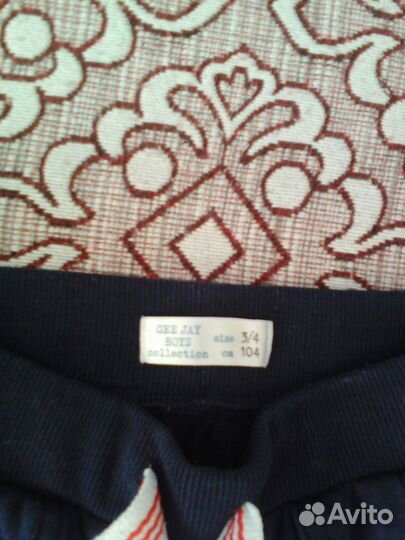 GEE JAY
BOYS
collection
size 3/4
cm 104
Avito